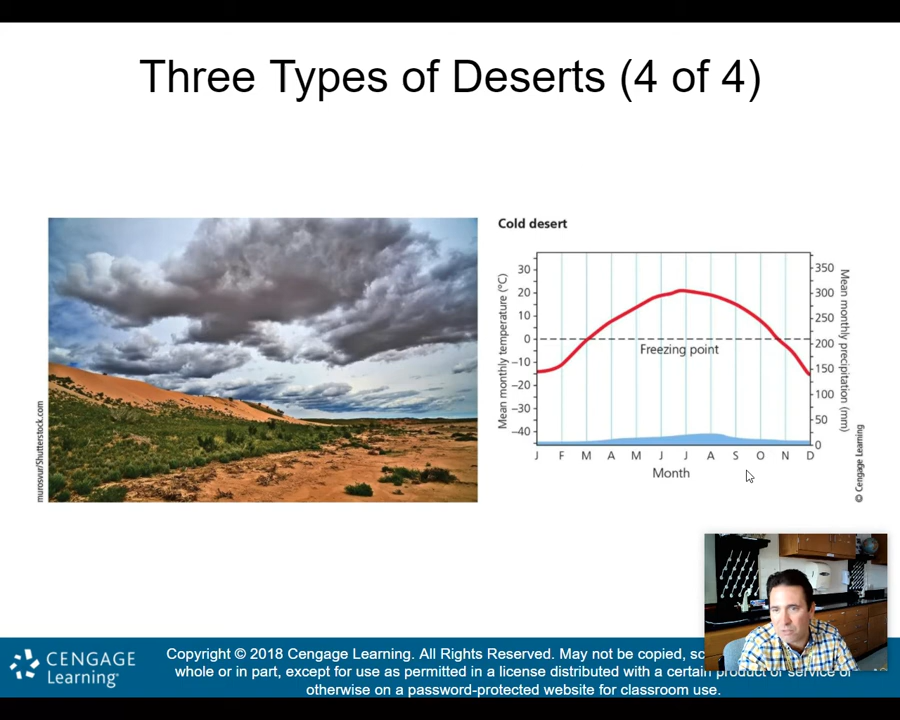 Three Types of Deserts (4 of 4)
murosvur/Shutterstock.com
Cold desert
Mean monthly temperature (°C)
30
20
10
0
−10
−20
−30
−40
Freezing point
350
300
250
200
150
100
50
0
Mean monthly precipitation (mm)
J F M A M J J A S O N D
Month
© Cengage Learning
CENGAGE
Learning®
Copyright © 2018 Cengage Learning. All Rights Reserved. May not be copied,
whole or in part, except for use as permitted in a license distributed with a certain product or service or
otherwise on a password-protected website for classroom use.